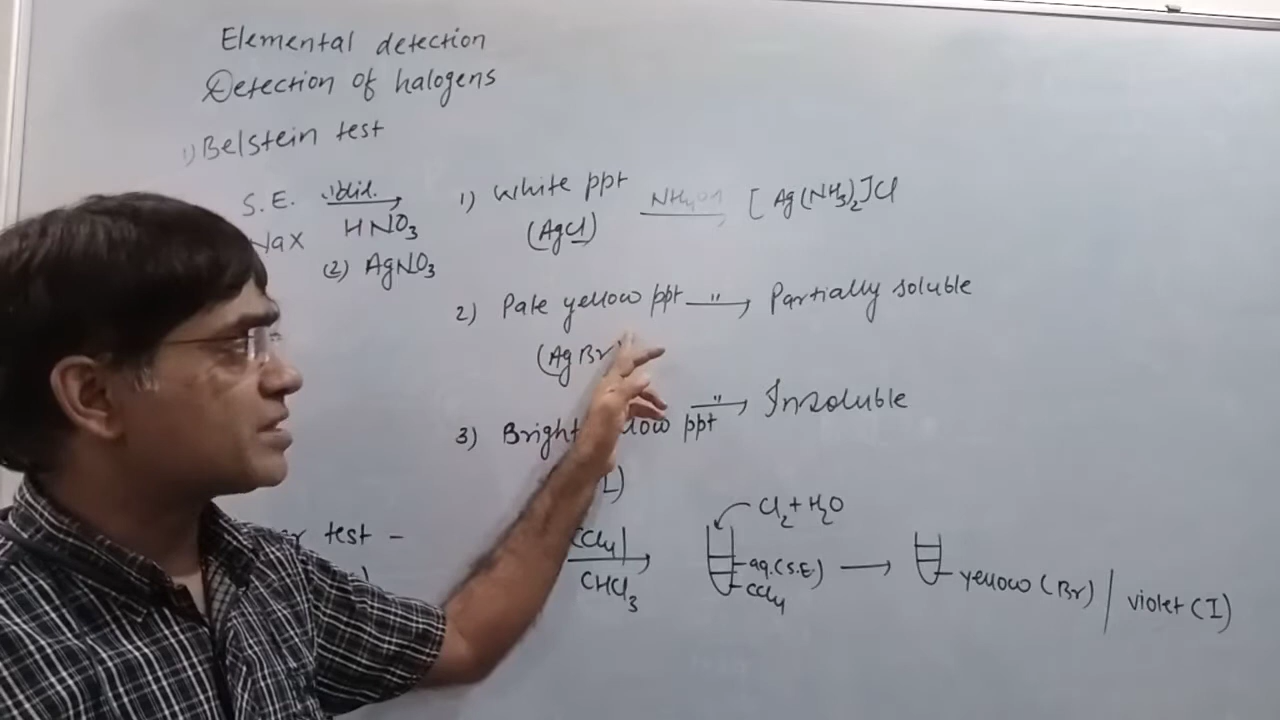 Elemental detection
Detection of halogens
1) Belstein test
S.E. 1) dil. HNO3 1) White ppt NH4OH [Ag(NH3)2]Cl
NaX (2) AgNO3 (AgCl)
2) Pale yellow ppt " Partially soluble
(AgBr)
3) Bright ppt " Insoluble
test -
CCl4 Cl2 + H2O
CHCl3 aq.(S.E) yellow (Br) / violet (I)
CCl4